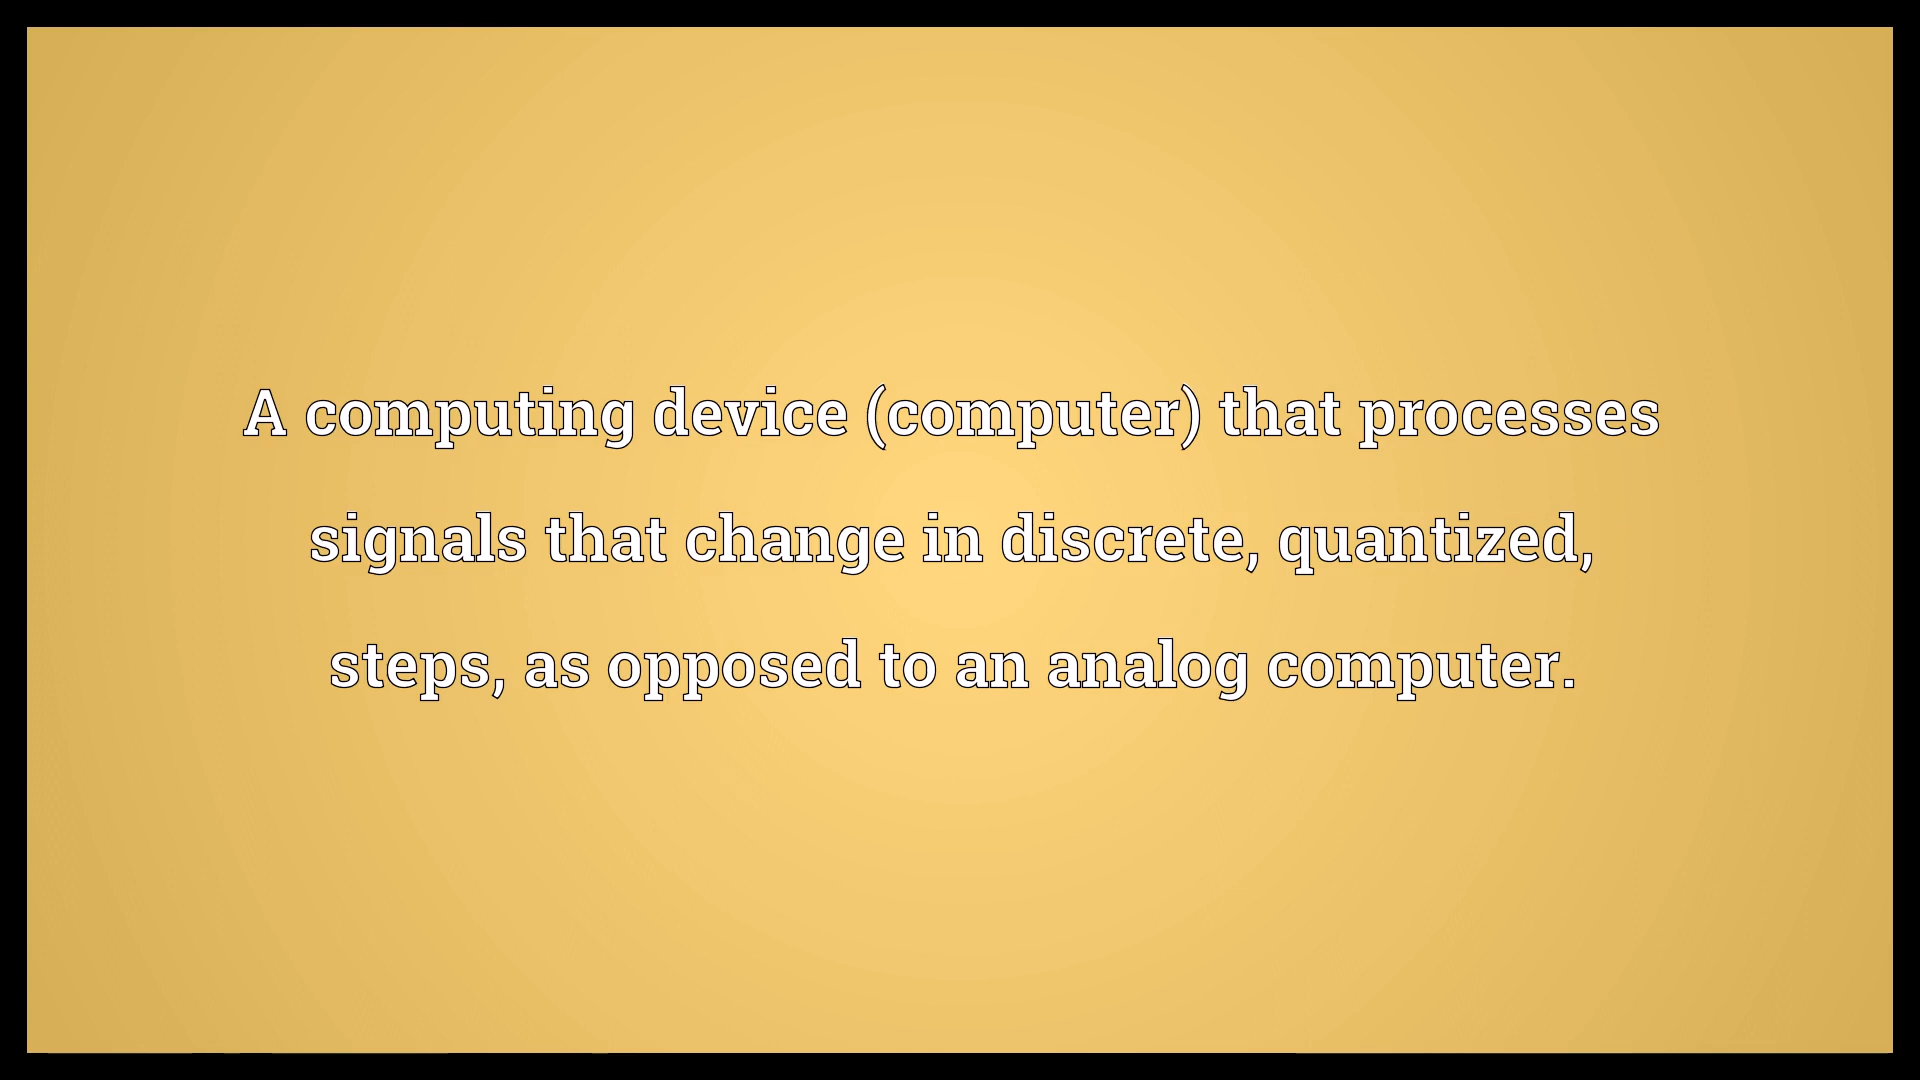 A computing device (computer) that processes
signals that change in discrete, quantized,
steps, as opposed to an analog computer.